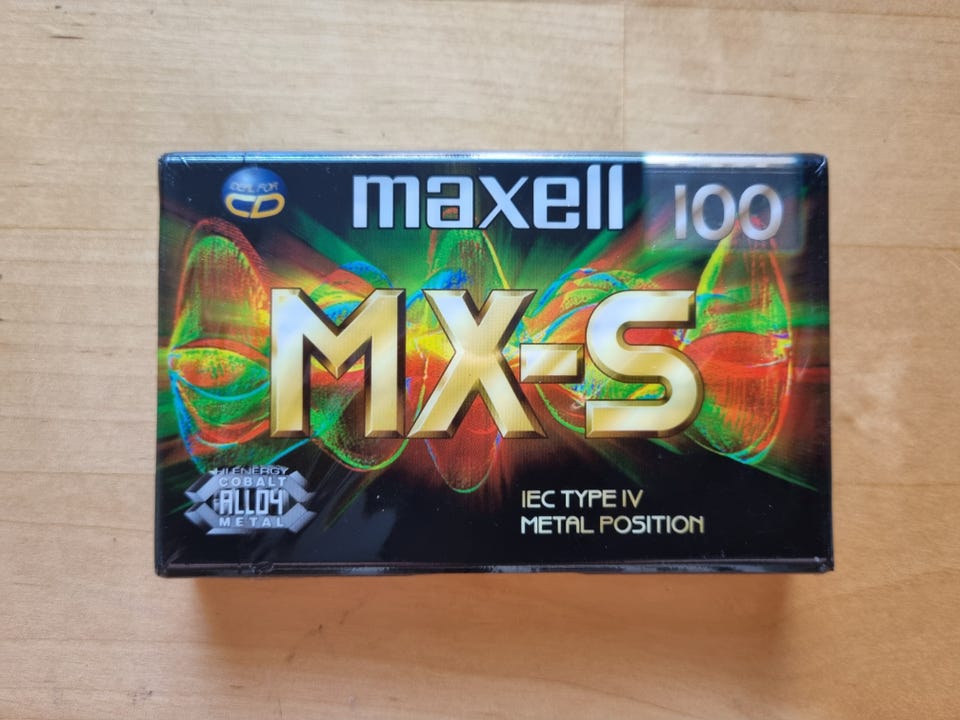 IDEAL FOR
CD
maxell
100
MX-S
HI ENERGY
COBALT
ALLOY
METAL
IEC TYPE IV
METAL POSITION